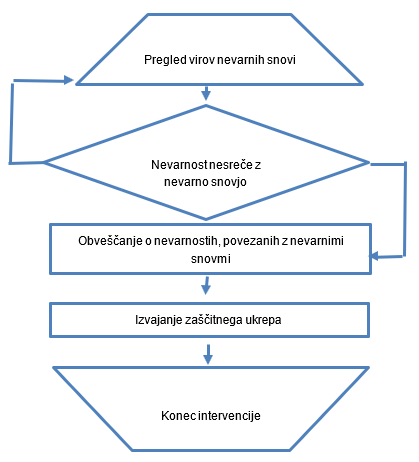 Pregled virov nevarnih snovi
Nevarnost nesreče z
nevarno snovjo
Obveščanje o nevarnostih, povezanih z nevarnimi
snovmi
Izvajanje zaščitnega ukrepa
Konec intervencije